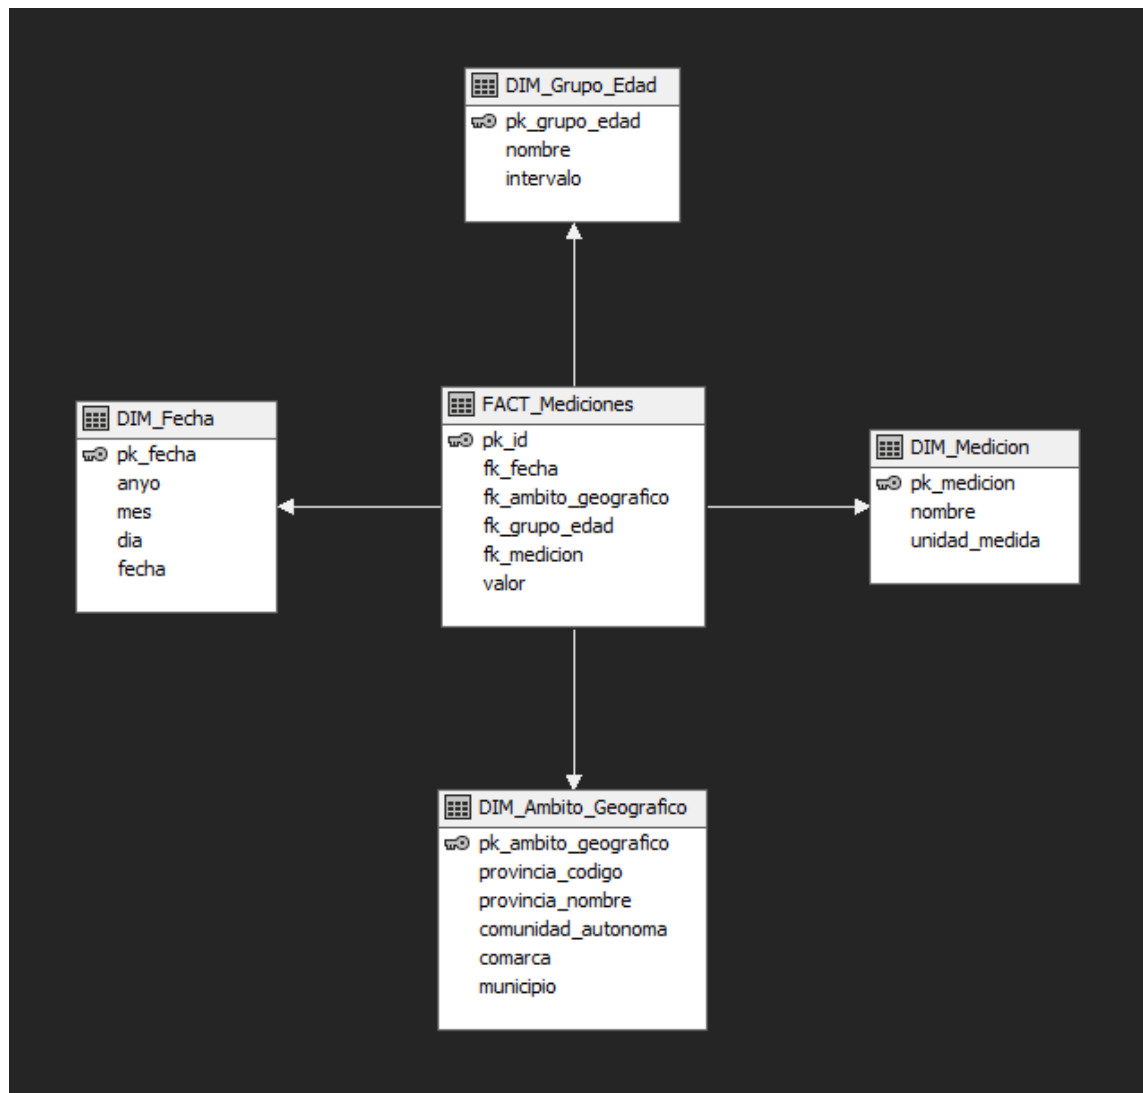 DIM_Grupo_Edad
pk_grupo_edad
nombre
intervalo
DIM_Fecha
pk_fecha
anyo
mes
dia
fecha
FACT_Mediciones
pk_id
fk_fecha
fk_ambito_geografico
fk_grupo_edad
fk_medicion
valor
DIM_Medicion
pk_medicion
nombre
unidad_medida
DIM_Ambito_Geografico
pk_ambito_geografico
provincia_codigo
provincia_nombre
comunidad_autonoma
comarca
municipio